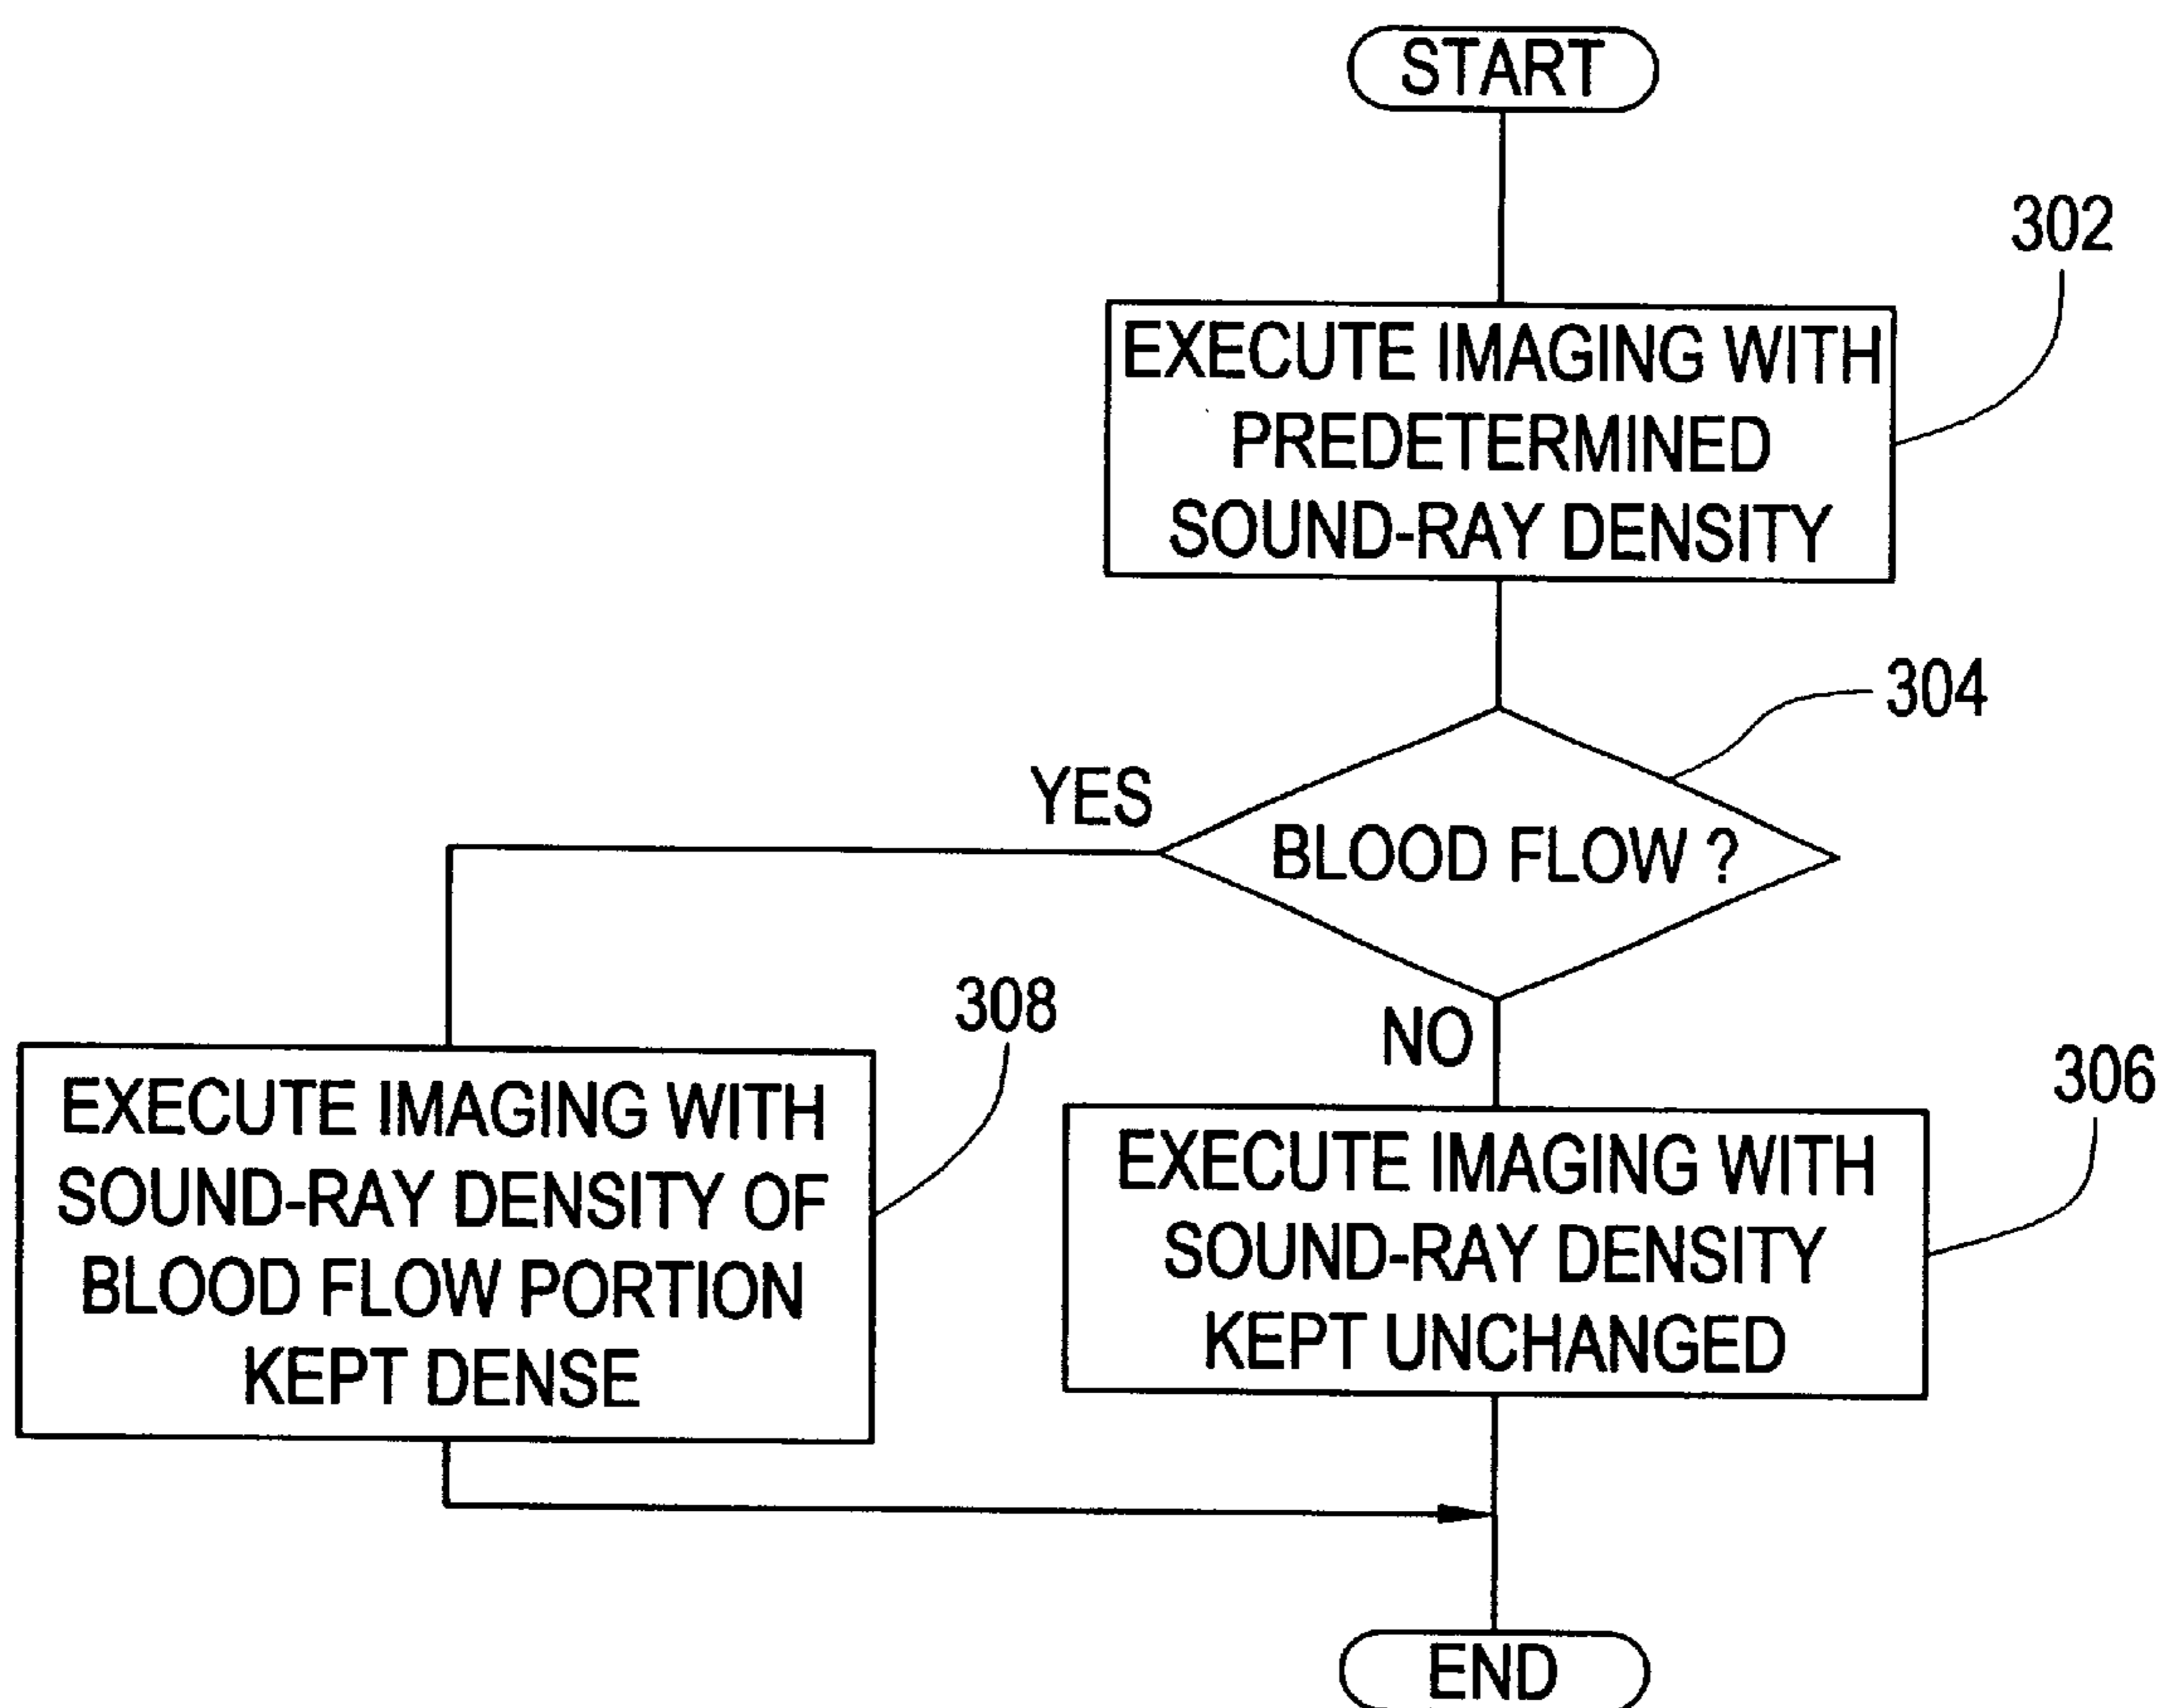 START
302
EXECUTE IMAGING WITH
PREDETERMINED
SOUND-RAY DENSITY
304
YES
BLOOD FLOW ?
NO
308
EXECUTE IMAGING WITH
SOUND-RAY DENSITY OF
BLOOD FLOW PORTION
KEPT DENSE
306
EXECUTE IMAGING WITH
SOUND-RAY DENSITY
KEPT UNCHANGED
END